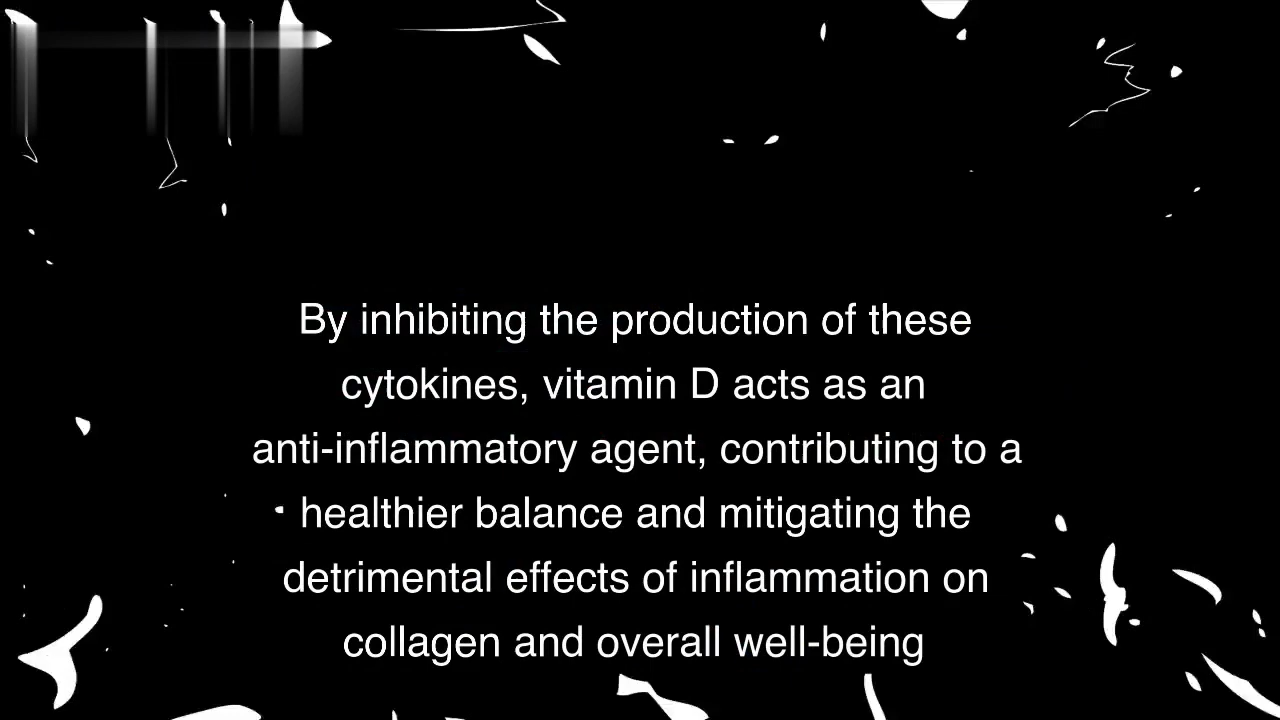 By inhibiting the production of these
cytokines, vitamin D acts as an
anti-inflammatory agent, contributing to a
healthier balance and mitigating the
detrimental effects of inflammation on
collagen and overall well-being